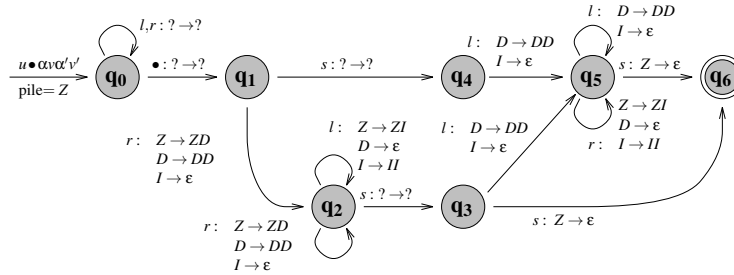 u • αvα′v′
pile= Z
q0
l,r : ? → ?
• : ? → ?
q1
s : ? → ?
q4
l : D → DD
I → ε
l : D → DD
I → ε
q5
s : Z → ε
q6
Z → ZI
D → ε
r : I → II
r : Z → ZD
D → DD
I → ε
l : Z → ZI
D → ε
I → II
q2
s : ? → ?
q3
l : D → DD
I → ε
s : Z → ε
r : Z → ZD
D → DD
I → ε